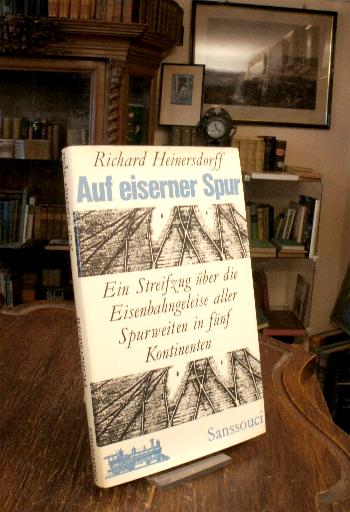 Richard Heinersdorff
Auf eiserner Spur
Ein Streifzug über die
Eisenbahngeleise aller
Spurweiten in fünf
Kontinenten
Sanssouci